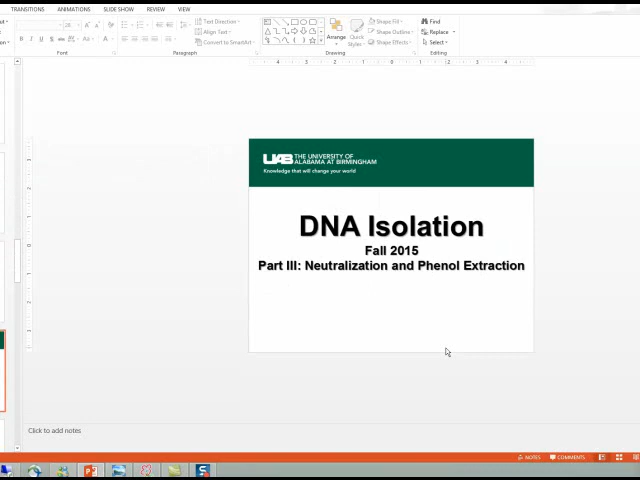 TRANSITIONS ANIMATIONS SLIDE SHOW REVIEW VIEW
Text Direction
Align Text
Convert to SmartArt
Arrange
Quick
Styles
Shape Fill
Shape Outline
Shape Effects
Find
Replace
Select
Font Paragraph Drawing Editing
UAB THE UNIVERSITY OF
ALABAMA AT BIRMINGHAM
Knowledge that will change your world
DNA Isolation
Fall 2015
Part III: Neutralization and Phenol Extraction
Click to add notes
NOTES COMMENTS